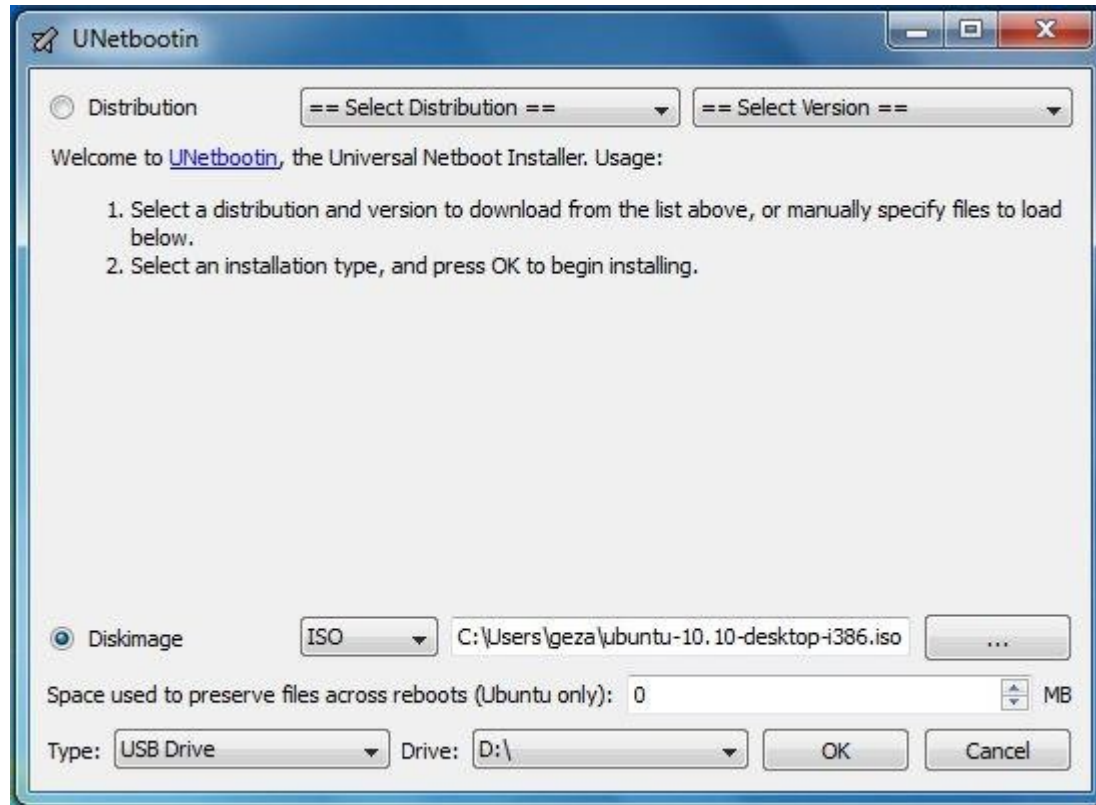 UNetbootin
Distribution == Select Distribution == == Select Version ==
Welcome to UNetbootin, the Universal Netboot Installer. Usage:
1. Select a distribution and version to download from the list above, or manually specify files to load
below.
2. Select an installation type, and press OK to begin installing.
Diskimage ISO C:\Users\geza\ubuntu-10.10-desktop-i386.iso ...
Space used to preserve files across reboots (Ubuntu only): 0 MB
Type: USB Drive Drive: D:\ OK Cancel